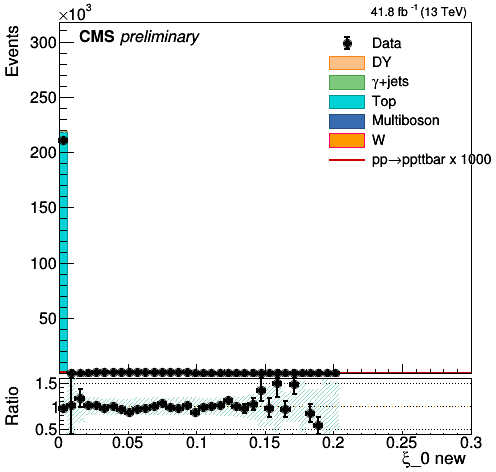 ×10³
41.8 fb⁻¹ (13 TeV)
CMS preliminary
Events
300
250
200
150
100
50
Data
DY
γ+jets
Top
Multiboson
W
pp→ppttbar x 1000
Ratio
1.5
1
0.5
0 0.05 0.1 0.15 0.2 0.25 0.3
ξ_0 new